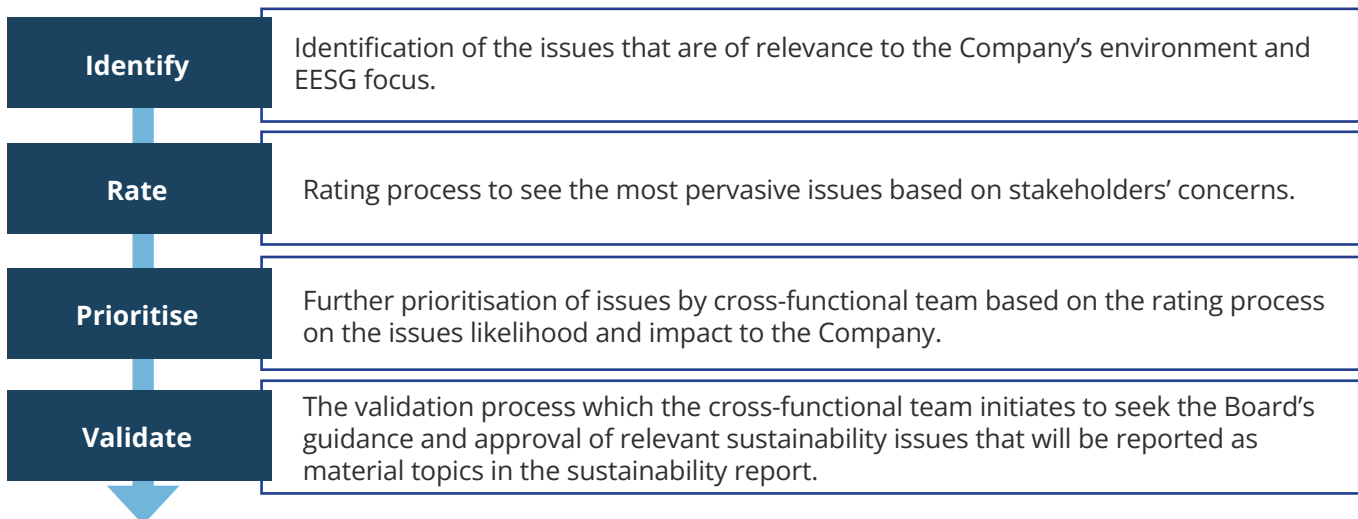 Identify
Identification of the issues that are of relevance to the Company’s environment and
EESG focus.
Rate
Rating process to see the most pervasive issues based on stakeholders’ concerns.
Prioritise
Further prioritisation of issues by cross-functional team based on the rating process
on the issues likelihood and impact to the Company.
Validate
The validation process which the cross-functional team initiates to seek the Board’s
guidance and approval of relevant sustainability issues that will be reported as
material topics in the sustainability report.